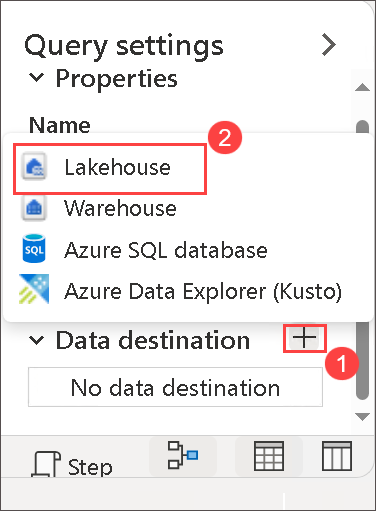 Query settings
Properties
Name
2
Lakehouse
Warehouse
SQL
Azure SQL database
Azure Data Explorer (Kusto)
Data destination
1
No data destination
Step